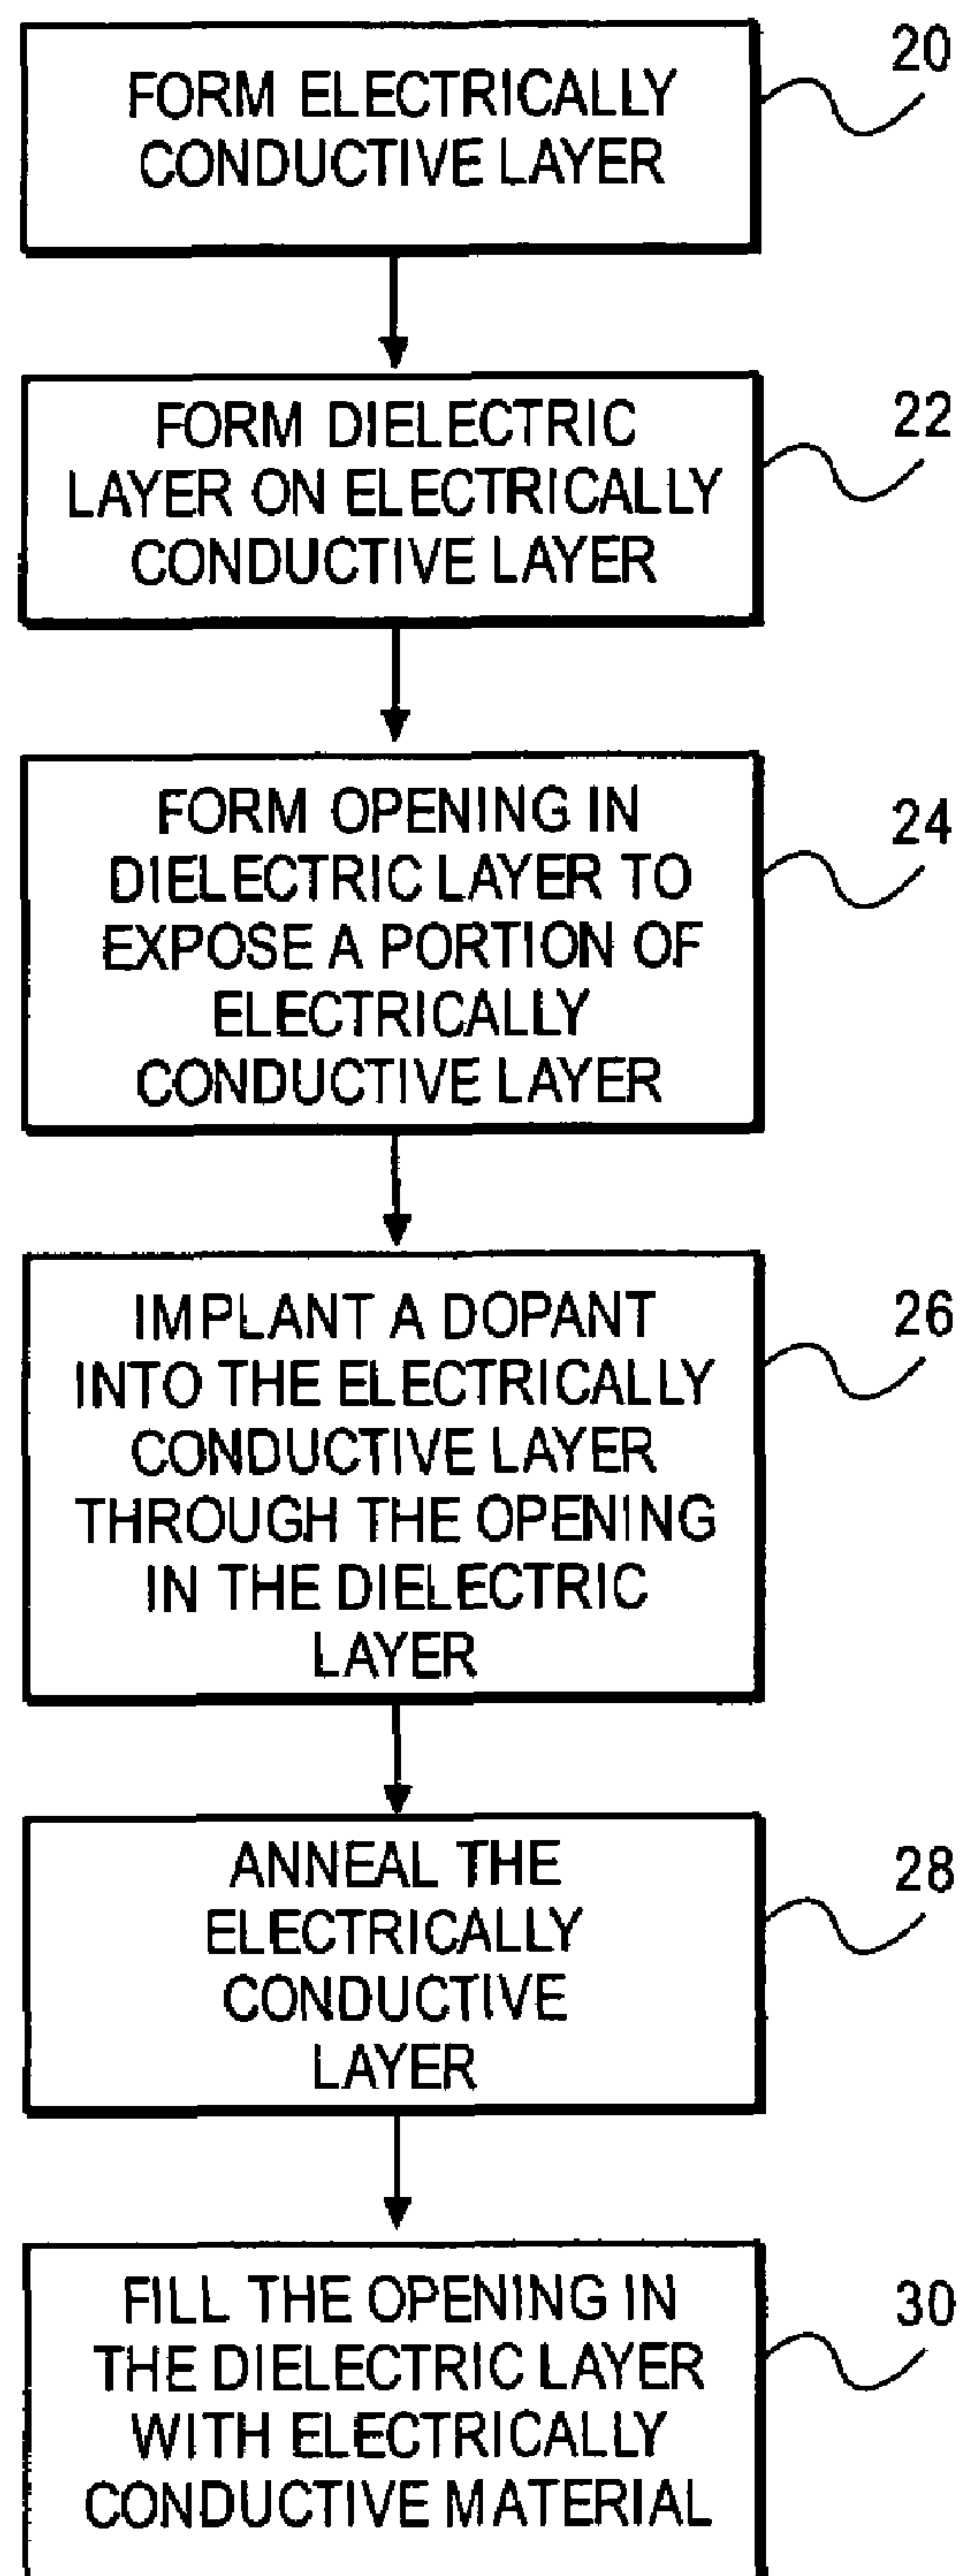 FORM ELECTRICALLY
CONDUCTIVE LAYER
20
FORM DIELECTRIC
LAYER ON ELECTRICALLY
CONDUCTIVE LAYER
22
FORM OPENING IN
DIELECTRIC LAYER TO
EXPOSE A PORTION OF
ELECTRICALLY
CONDUCTIVE LAYER
24
IMPLANT A DOPANT
INTO THE ELECTRICALLY
CONDUCTIVE LAYER
THROUGH THE OPENING
IN THE DIELECTRIC
LAYER
26
ANNEAL THE
ELECTRICALLY
CONDUCTIVE
LAYER
28
FILL THE OPENING IN
THE DIELECTRIC LAYER
WITH ELECTRICALLY
CONDUCTIVE MATERIAL
30